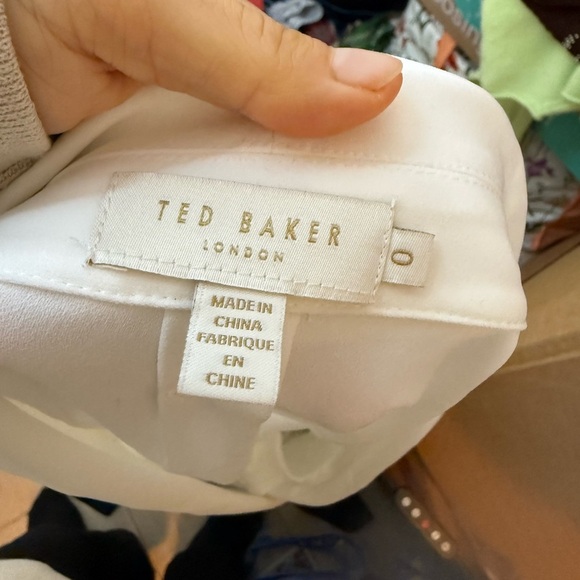 TED BAKER
LONDON
0
MADE IN
CHINA
FABRIQUE
EN
CHINE